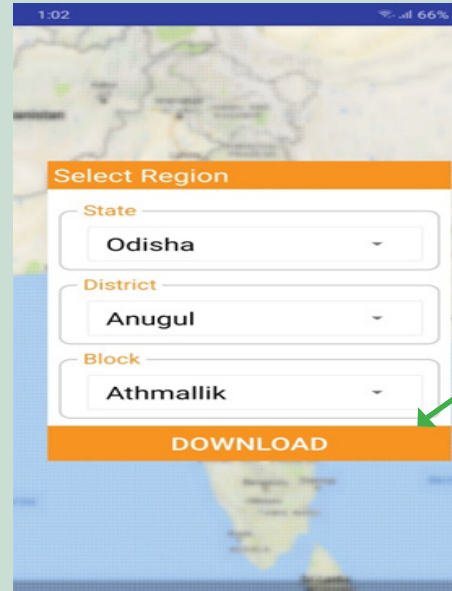 1:02
66%
Select Region
State
Odisha
District
Anugul
Block
Athmallik
DOWNLOAD